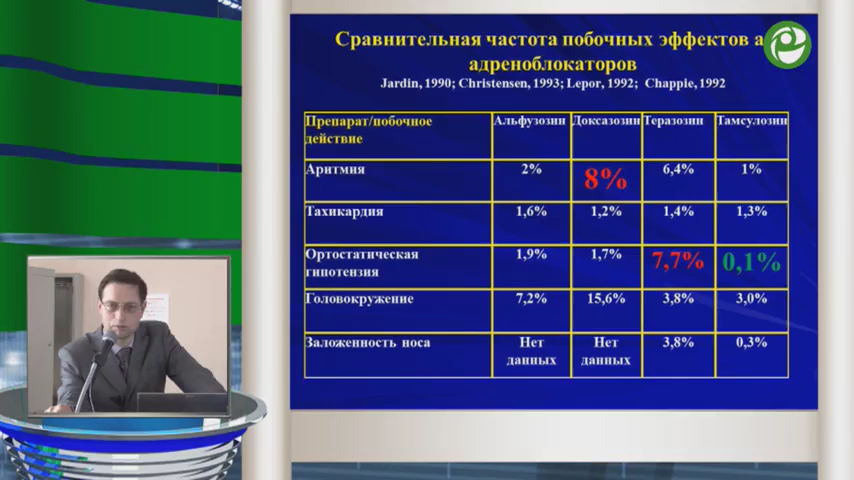 Сравнительная частота побочных эффектов а
адреноблокаторов
Jardin, 1990; Christensen, 1993; Lepor, 1992; Chappie, 1992
Препарат/побочное действие Альфузозин Доксазозин Теразозин Тамсулозин
Аритмия 2% 8% 6,4% 1%
Тахикардия 1,6% 1,2% 1,4% 1,3%
Ортостатическая гипотензия 1,9% 1,7% 7,7% 0,1%
Головокружение 7,2% 15,6% 3,8% 3,0%
Заложенность носа Нет данных Нет данных 3,8% 0,3%